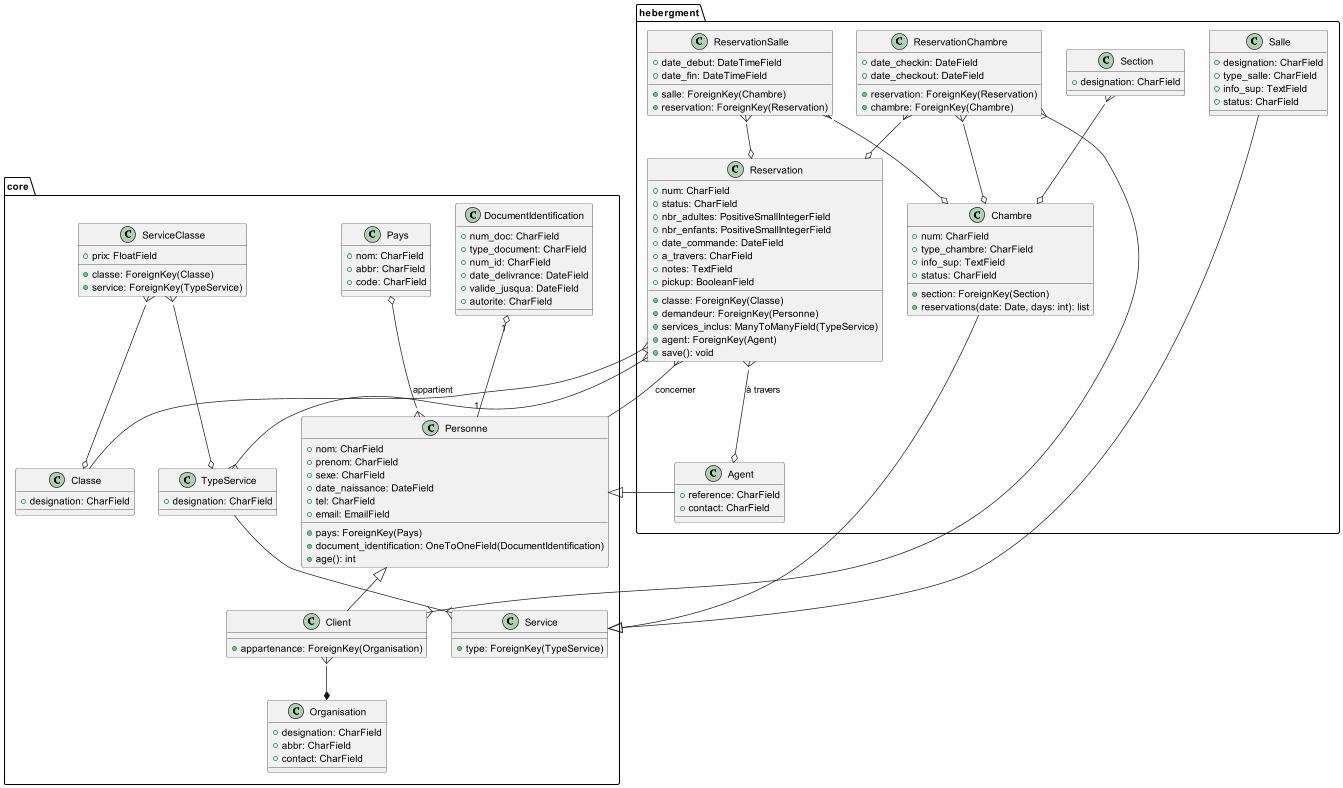 hebergment
C ReservationSalle
date_debut: DateTimeField
date_fin: DateTimeField
salle: ForeignKey(Chambre)
reservation: ForeignKey(Reservation)
C ReservationChambre
date_checkin: DateField
date_checkout: DateField
reservation: ForeignKey(Reservation)
chambre: ForeignKey(Chambre)
C Section
designation: CharField
C Salle
designation: CharField
type_salle: CharField
info_sup: TextField
status: CharField
C Reservation
num: CharField
status: CharField
nbr_adultes: PositiveSmallIntegerField
nbr_enfants: PositiveSmallIntegerField
date_commande: DateField
a_travers: CharField
notes: TextField
pickup: BooleanField
classe: ForeignKey(Classe)
demandeur: ForeignKey(Personne)
services_inclus: ManyToManyField(TypeService)
agent: ForeignKey(Agent)
save(): void
C Chambre
num: CharField
type_chambre: CharField
info_sup: TextField
status: CharField
section: ForeignKey(Section)
reservations(date: Date, days: int): list
core
C ServiceClasse
prix: FloatField
classe: ForeignKey(Classe)
service: ForeignKey(TypeService)
C Pays
nom: CharField
abbr: CharField
code: CharField
C DocumentIdentification
num_doc: CharField
type_document: CharField
num_id: CharField
date_delivrance: DateField
valide_jusqua: DateField
autorite: CharField
1
appartient
concerner
à travers
1
C Classe
designation: CharField
C TypeService
designation: CharField
C Personne
nom: CharField
prenom: CharField
sexe: CharField
date_naissance: DateField
tel: CharField
email: EmailField
pays: ForeignKey(Pays)
document_identification: OneToOneField(DocumentIdentification)
age(): int
C Agent
reference: CharField
contact: CharField
C Client
appartenance: ForeignKey(Organisation)
C Service
type: ForeignKey(TypeService)
C Organisation
designation: CharField
abbr: CharField
contact: CharField